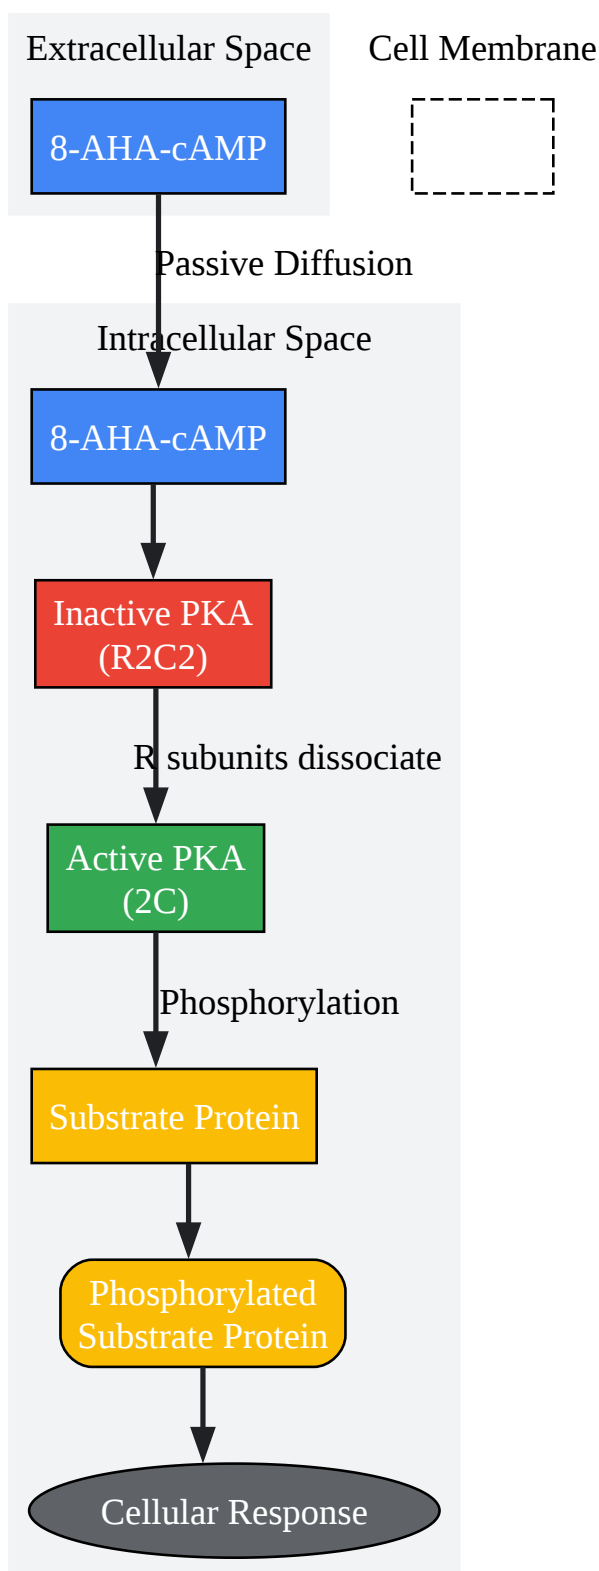 Extracellular Space
Cell Membrane
8-AHA-cAMP
Passive Diffusion
Intracellular Space
8-AHA-cAMP
Inactive PKA
(R2C2)
R subunits dissociate
Active PKA
(2C)
Phosphorylation
Substrate Protein
Phosphorylated
Substrate Protein
Cellular Response